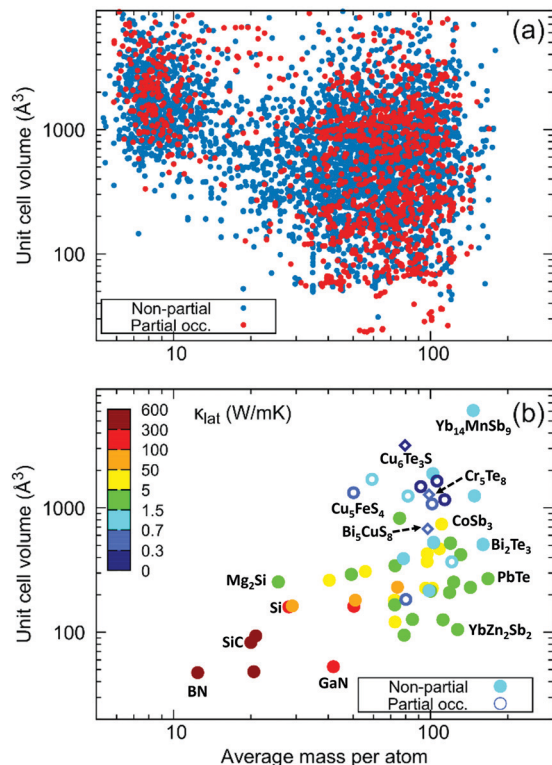 (a)
Unit cell volume (Å³)
1000
100
Non-partial
Partial occ.
10
100
(b)
κlat (W/mK)
600
300
100
50
5
1.5
0.7
0.3
0
Unit cell volume (Å³)
1000
100
Yb₁₄MnSb₉
Cu₆Te₃S
Cr₅Te₈
Cu₅FeS₄
CoSb₃
Bi₅CuS₈
Bi₂Te₃
Mg₂Si
PbTe
Si
SiC
YbZn₂Sb₂
BN
GaN
Non-partial
Partial occ.
10
100
Average mass per atom